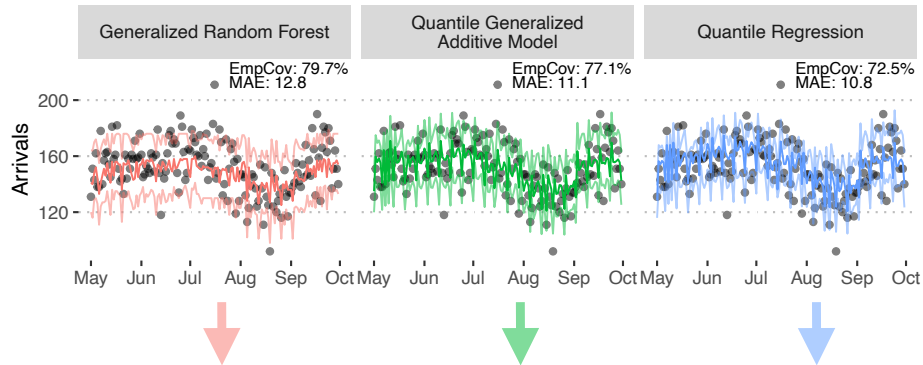 Generalized Random Forest
Quantile Generalized
Additive Model
Quantile Regression
EmpCov: 79.7%
MAE: 12.8
EmpCov: 77.1%
MAE: 11.1
EmpCov: 72.5%
MAE: 10.8
Arrivals
200
160
120
May Jun Jul Aug Sep Oct
May Jun Jul Aug Sep Oct
May Jun Jul Aug Sep Oct